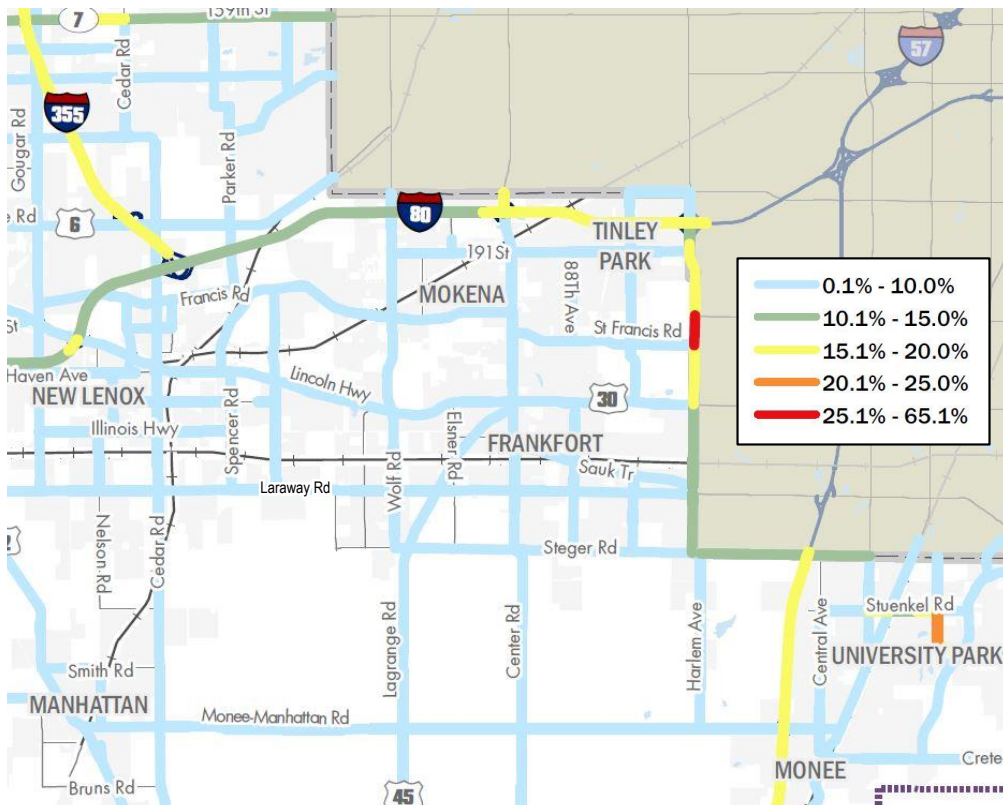 159th St
7
Cedar Rd
57
355
Gougar Rd
Parker Rd
e Rd
6
80
TINLEY
PARK
191St
MOKENA
88Th Ave
Francis Rd
St
St Francis Rd
0.1% - 10.0%
10.1% - 15.0%
15.1% - 20.0%
20.1% - 25.0%
25.1% - 65.1%
Haven Ave
NEW LENOX
Lincoln Hwy
30
Illinois Hwy
Spencer Rd
Wolf Rd
Elsner Rd
FRANKFORT
Sauk Tr
Laraway Rd
Nelson Rd
Cedar Rd
2
Steger Rd
Stuenkel Rd
Lagrange Rd
Center Rd
Harlem Ave
Central Ave
UNIVERSITY PARK
Smith Rd
MANHATTAN
Monee-Manhattan Rd
Crete
MONEE
Bruns Rd
45